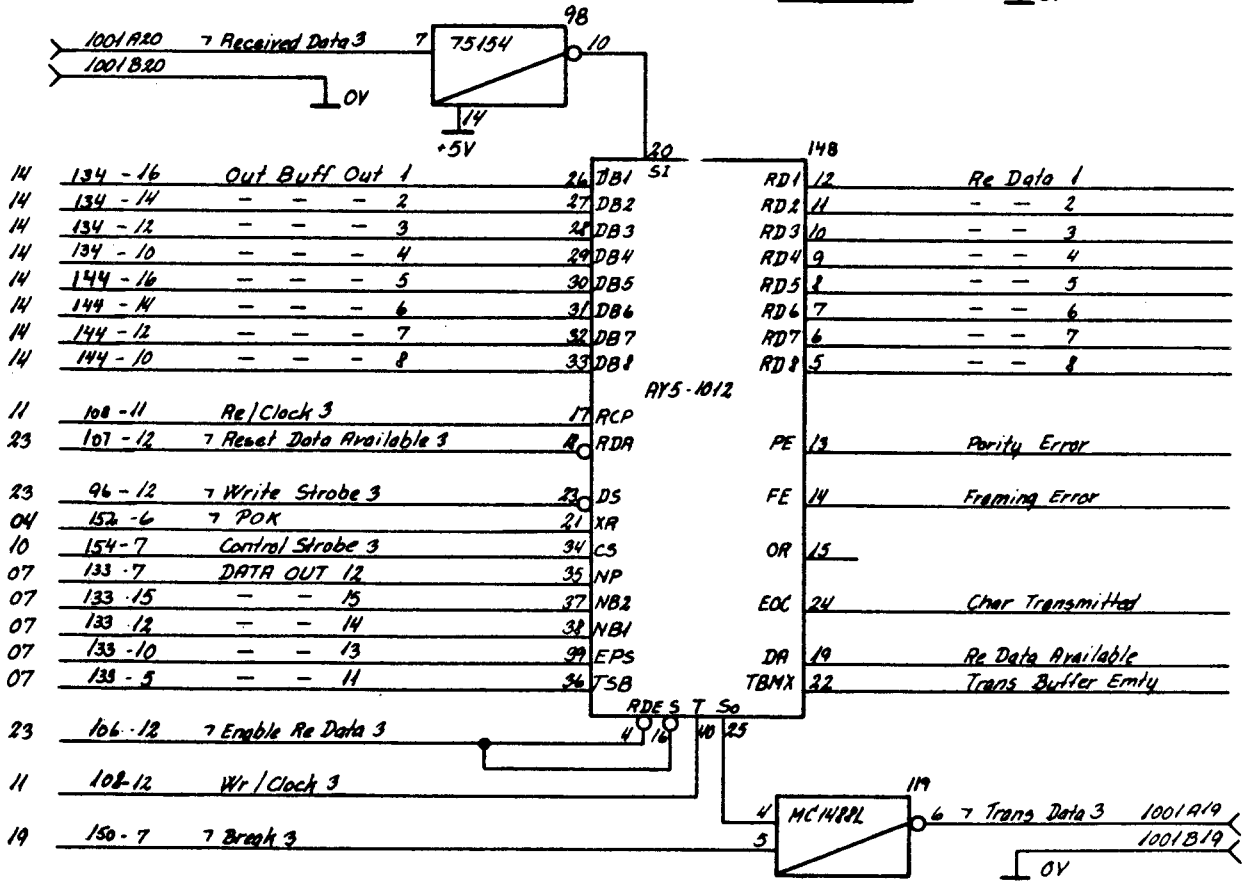 98
1001A20 ¬ Received Data 3 7 75154 10
1001B20
0V
14
+5V
20 148
SI
14 134 - 16 Out Buff Out 1 26 DB1 RD1 12 Re Data 1
14 134 - 14 - - - 2 27 DB2 RD2 11 - - 2
14 134 - 12 - - - 3 28 DB3 RD3 10 - - 3
14 134 - 10 - - - 4 29 DB4 RD4 9 - - 4
14 144 - 16 - - - 5 30 DB5 RD5 8 - - 5
14 144 - 14 - - - 6 31 DB6 RD6 7 - - 6
14 144 - 12 - - - 7 32 DB7 RD7 6 - - 7
14 144 - 10 - - - 8 33 DB8 RD8 5 - - 8
AY5-1012
11 108 - 11 Re/Clock 3 17 RCP
23 107 - 12 ¬ Reset Data Available 3 18 RDA PE 13 Parity Error
23 96 - 12 ¬ Write Strobe 3 23 DS FE 14 Framing Error
04 152 - 6 ¬ POK 21 XR
10 154 - 7 Control Strobe 3 34 CS OR 15
07 133 - 7 DATA OUT 12 35 NP
07 133 - 15 - - 15 37 NB2 EOC 24 Char Transmitted
07 133 - 12 - - 14 38 NB1
07 133 - 10 - - 13 39 EPS DA 19 Re Data Available
07 133 - 5 - - 11 36 TSB TBMX 22 Trans Buffer Emty
RDE S T So
23 106 - 12 ¬ Enable Re Data 3 4 16 40 25
11 108-12 Wr/Clock 3
119
4 MC1488L 6 ¬ Trans Data 3 1001A19
19 150 - 7 ¬ Break 3 5 1001B19
0V